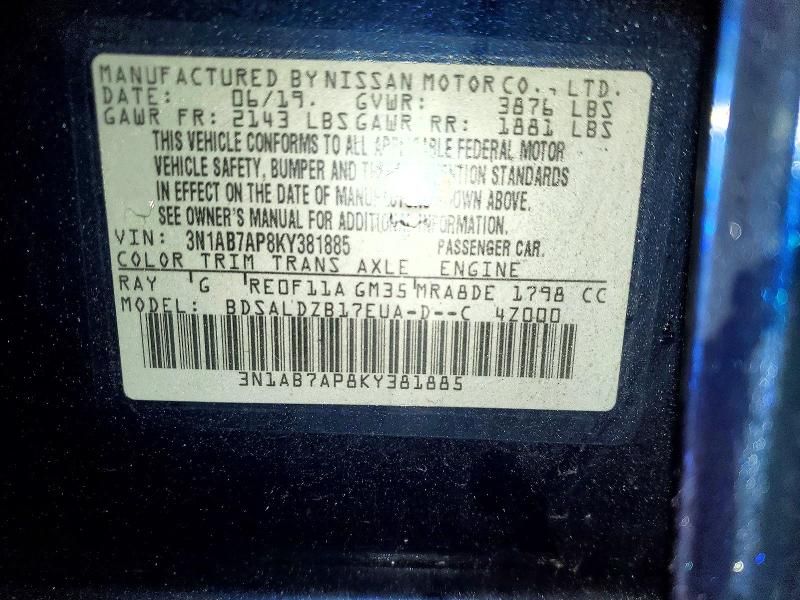 MANUFACTURED BY NISSAN MOTOR CO., LTD.
DATE: 06/19. GVWR: 3876 LBS
GAWR FR: 2143 LBS GAWR RR: 1881 LBS
THIS VEHICLE CONFORMS TO ALL APPLICABLE FEDERAL MOTOR
VEHICLE SAFETY, BUMPER AND STANDARDS
IN EFFECT ON THE DATE OF SHOWN ABOVE.
SEE OWNER'S MANUAL FOR ADDITIONAL INFORMATION.
VIN: 3N1AB7AP8KY381885 PASSENGER CAR.
COLOR TRIM TRANS AXLE ENGINE
RAY G RE0F11A GM35 MRA8DE 1798 CC
MODEL: BDSALDZB17EUA-D--C 4Z000
3N1AB7AP8KY381885